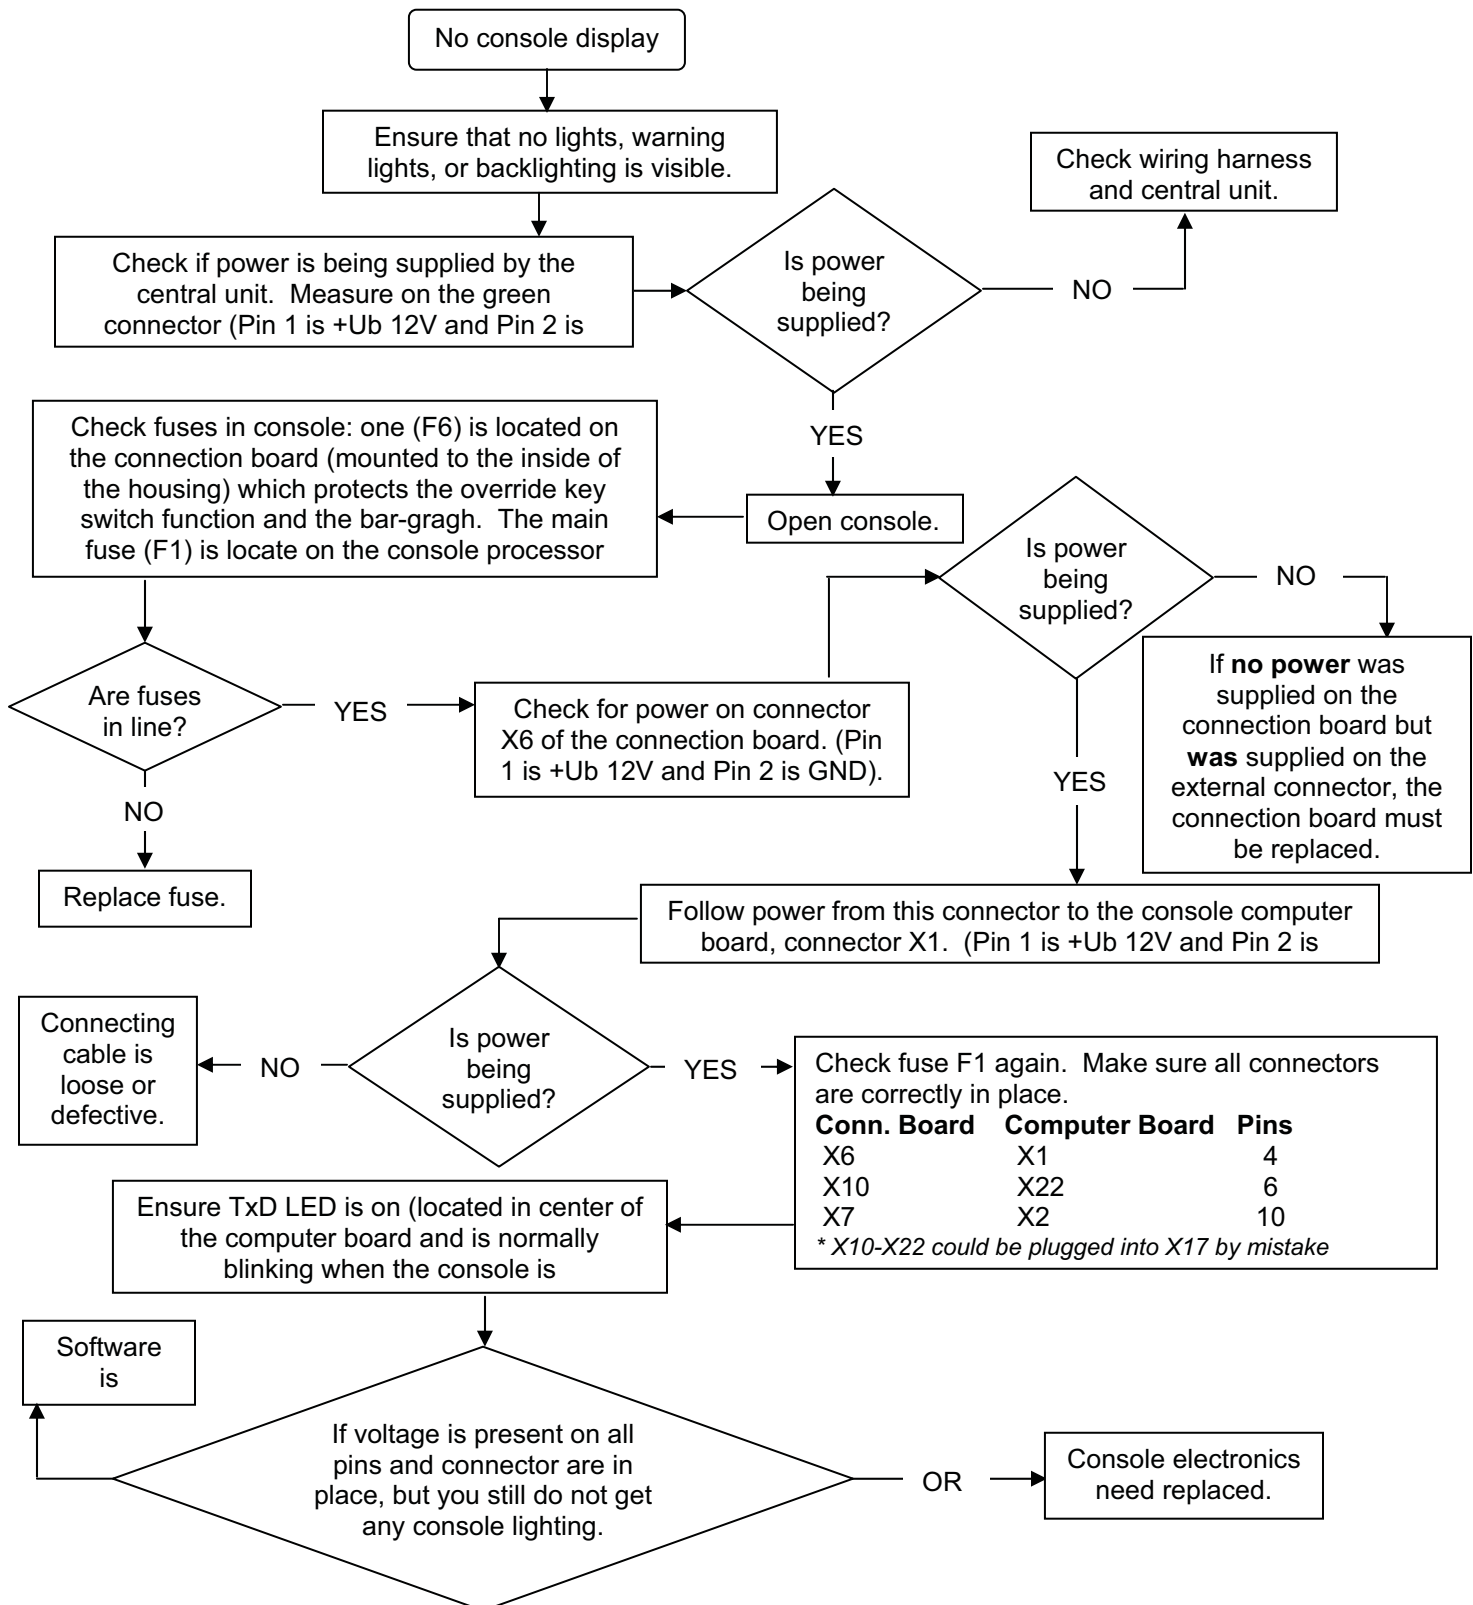 No console display
Ensure that no lights, warning
lights, or backlighting is visible.
Check wiring harness
and central unit.
Check if power is being supplied by the
central unit.  Measure on the green
connector (Pin 1 is +Ub 12V and Pin 2 is
Is power
being
supplied?
NO
YES
Check fuses in console: one (F6) is located on
the connection board (mounted to the inside of
the housing) which protects the override key
switch function and the bar-gragh.  The main
fuse (F1) is locate on the console processor
Open console.
Is power
being
supplied?
NO
If no power was
supplied on the
connection board but
was supplied on the
external connector, the
connection board must
be replaced.
Are fuses
in line?
YES
Check for power on connector
X6 of the connection board. (Pin
1 is +Ub 12V and Pin 2 is GND).
YES
NO
Replace fuse.
Follow power from this connector to the console computer
board, connector X1.  (Pin 1 is +Ub 12V and Pin 2 is
Connecting
cable is
loose or
defective.
NO
Is power
being
supplied?
YES
Check fuse F1 again.  Make sure all connectors
are correctly in place.
Conn. Board Computer Board Pins
X6 X1 4
X10 X22 6
X7 X2 10
* X10-X22 could be plugged into X17 by mistake
Ensure TxD LED is on (located in center of
the computer board and is normally
blinking when the console is
Software
is
If voltage is present on all
pins and connector are in
place, but you still do not get
any console lighting.
OR
Console electronics
need replaced.